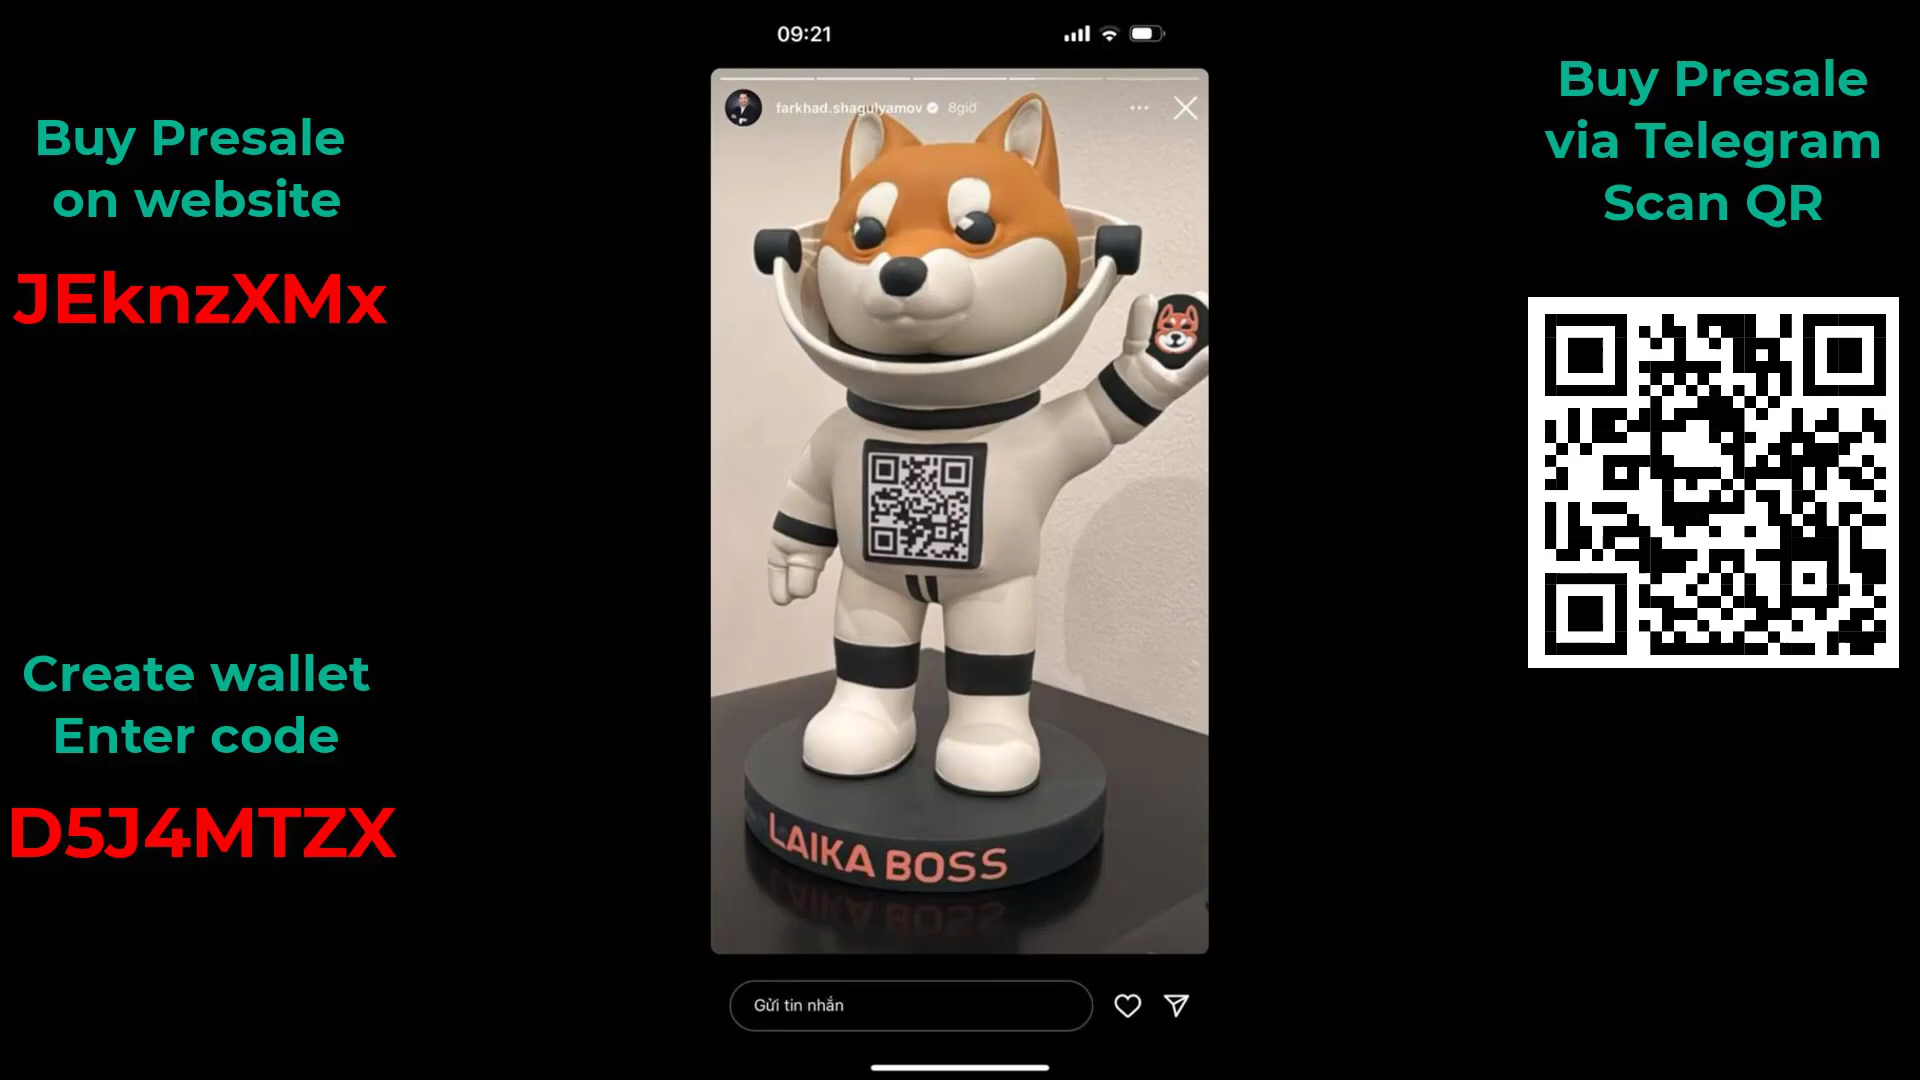 Buy Presale
on website
JEknzXMx
Create wallet
Enter code
D5J4MTZX
09:21
farkhad.shagulyamov 8giờ
LAIKA BOSS
Gửi tin nhắn
Buy Presale
via Telegram
Scan QR